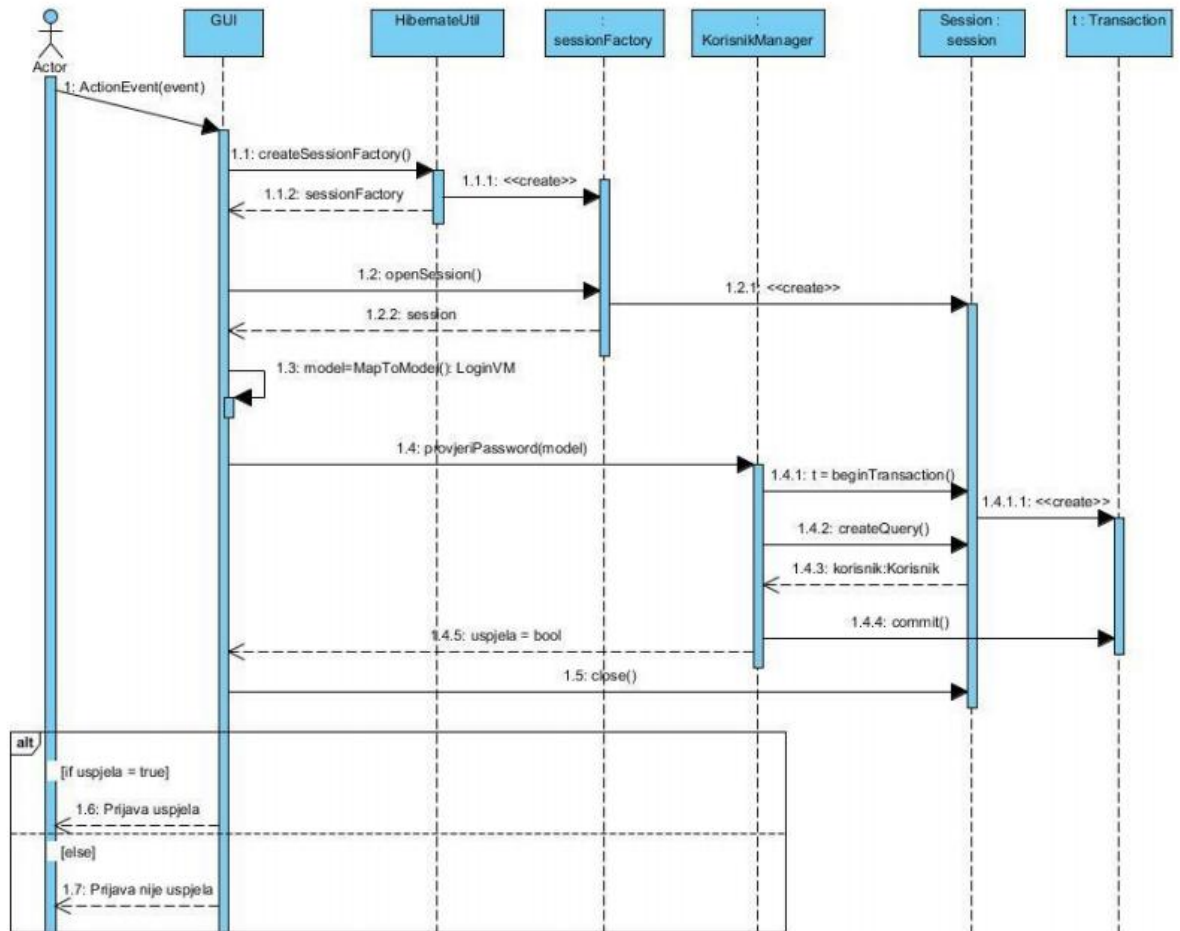 Actor
GUI
HibernateUtil
:
sessionFactory
:
KorisnikManager
Session :
session
t : Transaction
1: ActionEvent(event)
1.1: createSessionFactory()
1.1.1: <<create>>
1.1.2: sessionFactory
1.2: openSession()
1.2.1: <<create>>
1.2.2: session
1.3: model=MapToModel(): LoginVM
1.4: provjeriPassword(model)
1.4.1: t = beginTransaction()
1.4.1.1: <<create>>
1.4.2: createQuery()
1.4.3: korisnik:Korisnik
1.4.4: commit()
1.4.5: uspjela = bool
1.5: close()
alt
[if uspjela = true]
1.6: Prijava uspjela
[else]
1.7: Prijava nije uspjela